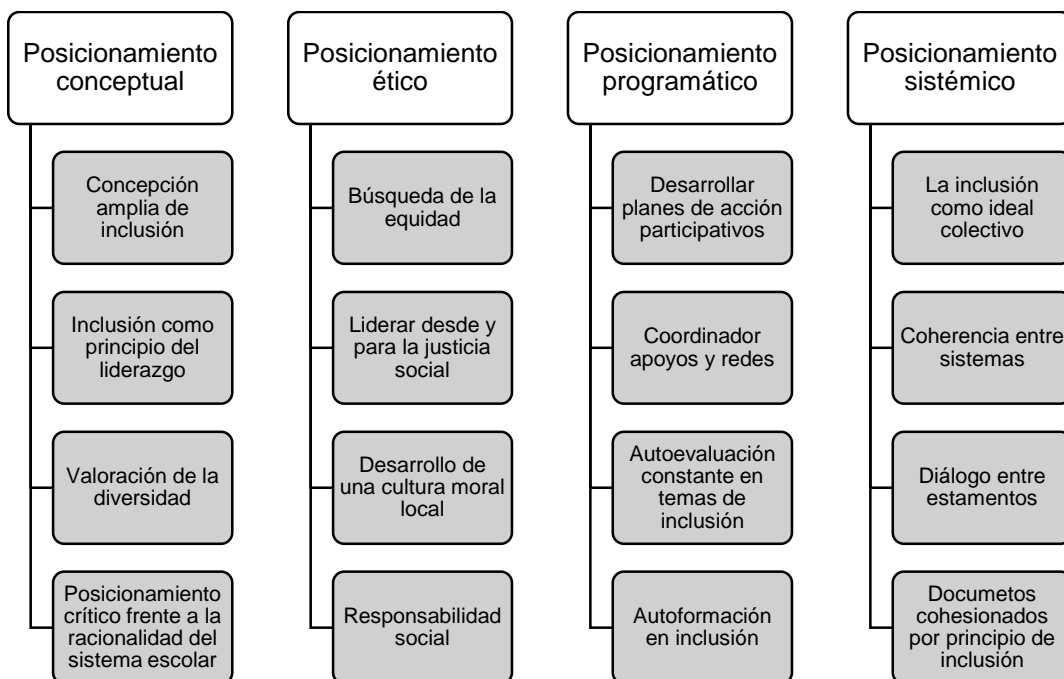 Posicionamiento
conceptual
Concepción
amplia de
inclusión
Inclusión como
principio del
liderazgo
Valoración de la
diversidad
Posicionamiento
crítico frente a la
racionalidad del
sistema escolar
Posicionamiento
ético
Búsqueda de la
equidad
Liderar desde y
para la justicia
social
Desarrollo de
una cultura moral
local
Responsabilidad
social
Posicionamiento
programático
Desarrollar
planes de acción
participativos
Coordinador
apoyos y redes
Autoevaluación
constante en
temas de
inclusión
Autoformación
en inclusión
Posicionamiento
sistémico
La inclusión
como ideal
colectivo
Coherencia entre
sistemas
Diálogo entre
estamentos
Documetos
cohesionados
por principio de
inclusión